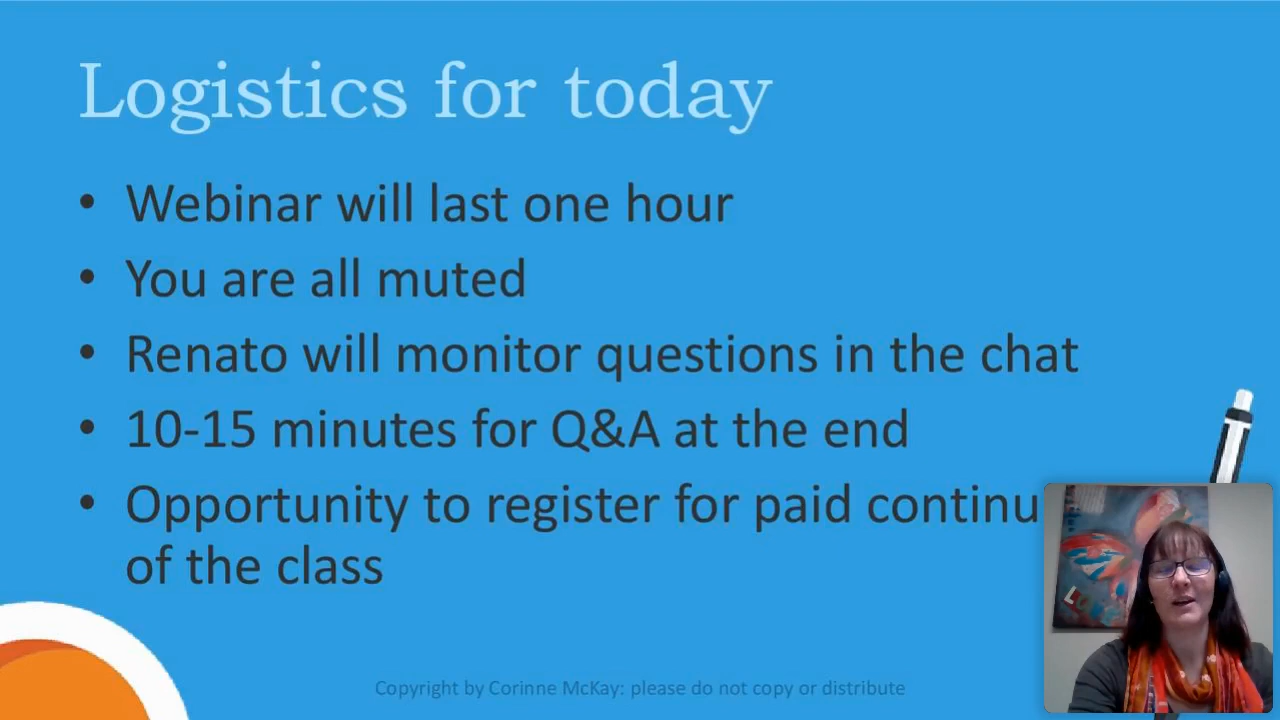 Logistics for today
• Webinar will last one hour
• You are all muted
• Renato will monitor questions in the chat
• 10-15 minutes for Q&A at the end
• Opportunity to register for paid continu
of the class
Copyright by Corinne McKay: please do not copy or distribute